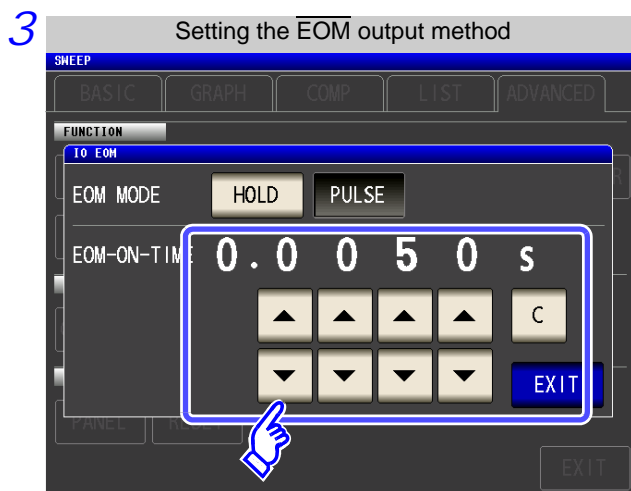 3
Setting the EOM output method
SWEEP
BASIC GRAPH COMP LIST ADVANCED
FUNCTION
IO EOM
R
EOM MODE HOLD PULSE
EOM-ON-TIME 0.0050 s
C
EXIT
PANEL
EXIT